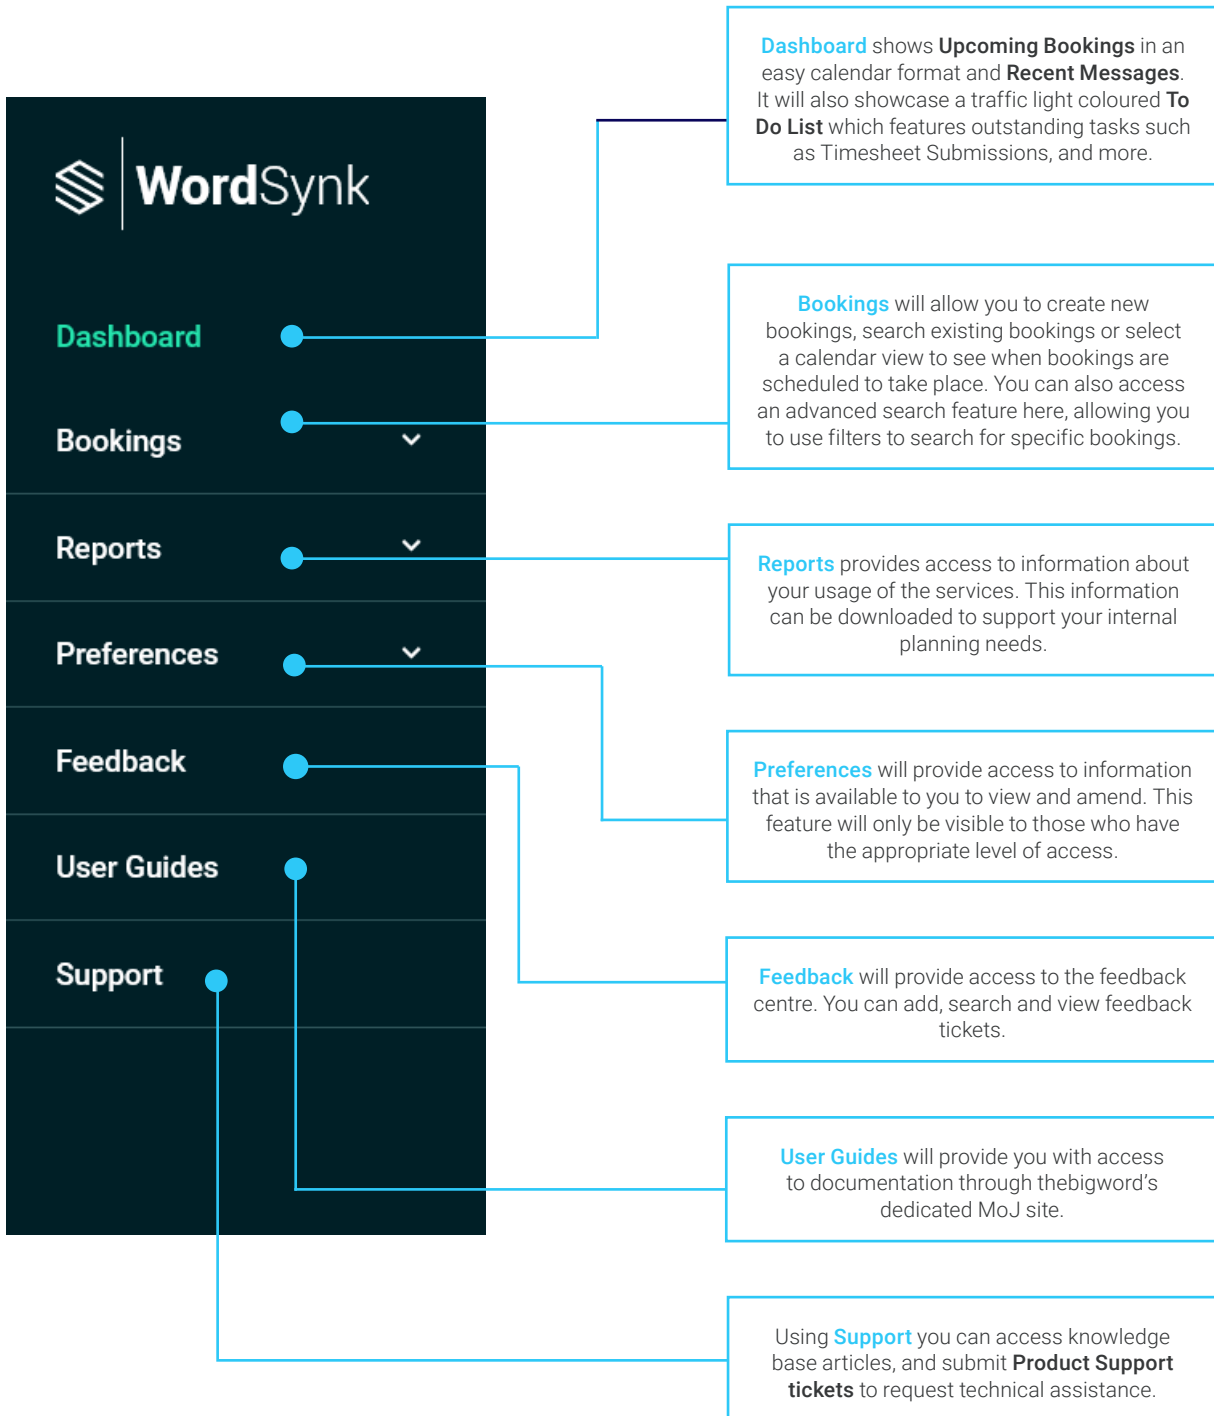 WordSynk
Dashboard
Bookings
Reports
Preferences
Feedback
User Guides
Support
Dashboard shows Upcoming Bookings in an
easy calendar format and Recent Messages.
It will also showcase a traffic light coloured To
Do List which features outstanding tasks such
as Timesheet Submissions, and more.
Bookings will allow you to create new
bookings, search existing bookings or select
a calendar view to see when bookings are
scheduled to take place. You can also access
an advanced search feature here, allowing you
to use filters to search for specific bookings.
Reports provides access to information about
your usage of the services. This information
can be downloaded to support your internal
planning needs.
Preferences will provide access to information
that is available to you to view and amend. This
feature will only be visible to those who have
the appropriate level of access.
Feedback will provide access to the feedback
centre. You can add, search and view feedback
tickets.
User Guides will provide you with access
to documentation through thebigword’s
dedicated MoJ site.
Using Support you can access knowledge
base articles, and submit Product Support
tickets to request technical assistance.